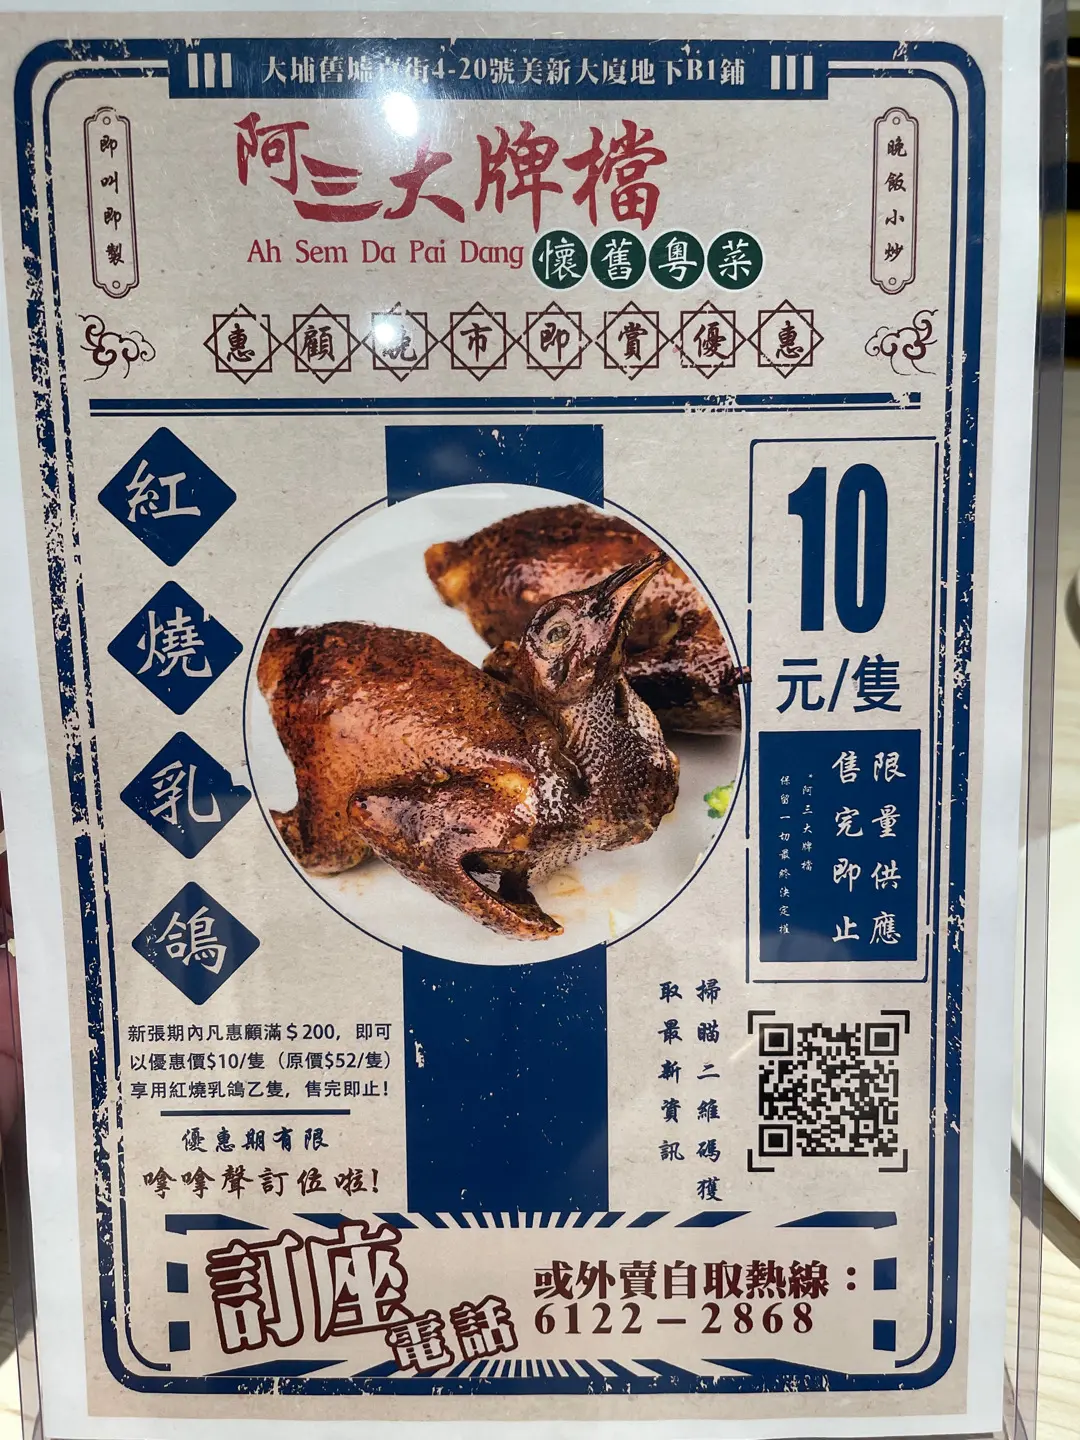 大埔舊墟直街4-20號美新大廈地下B1鋪
即叫即製
晚飯小炒
阿三大牌檔
Ah Sem Da Pai Dang
懷舊粵菜
惠顧晚市即賞優惠
紅燒乳鴿
10
元/隻
限量供應
售完即止
*阿三大牌檔
保留一切最終決定權
新張期內凡惠顧滿$200，即可
以優惠價$10/隻（原價$52/隻）
享用紅燒乳鴿乙隻，售完即止！
優惠期有限
嗱嗱聲訂位啦！
掃瞄二維碼獲
取最新資訊
訂座電話
或外賣自取熱線：
6122－2868